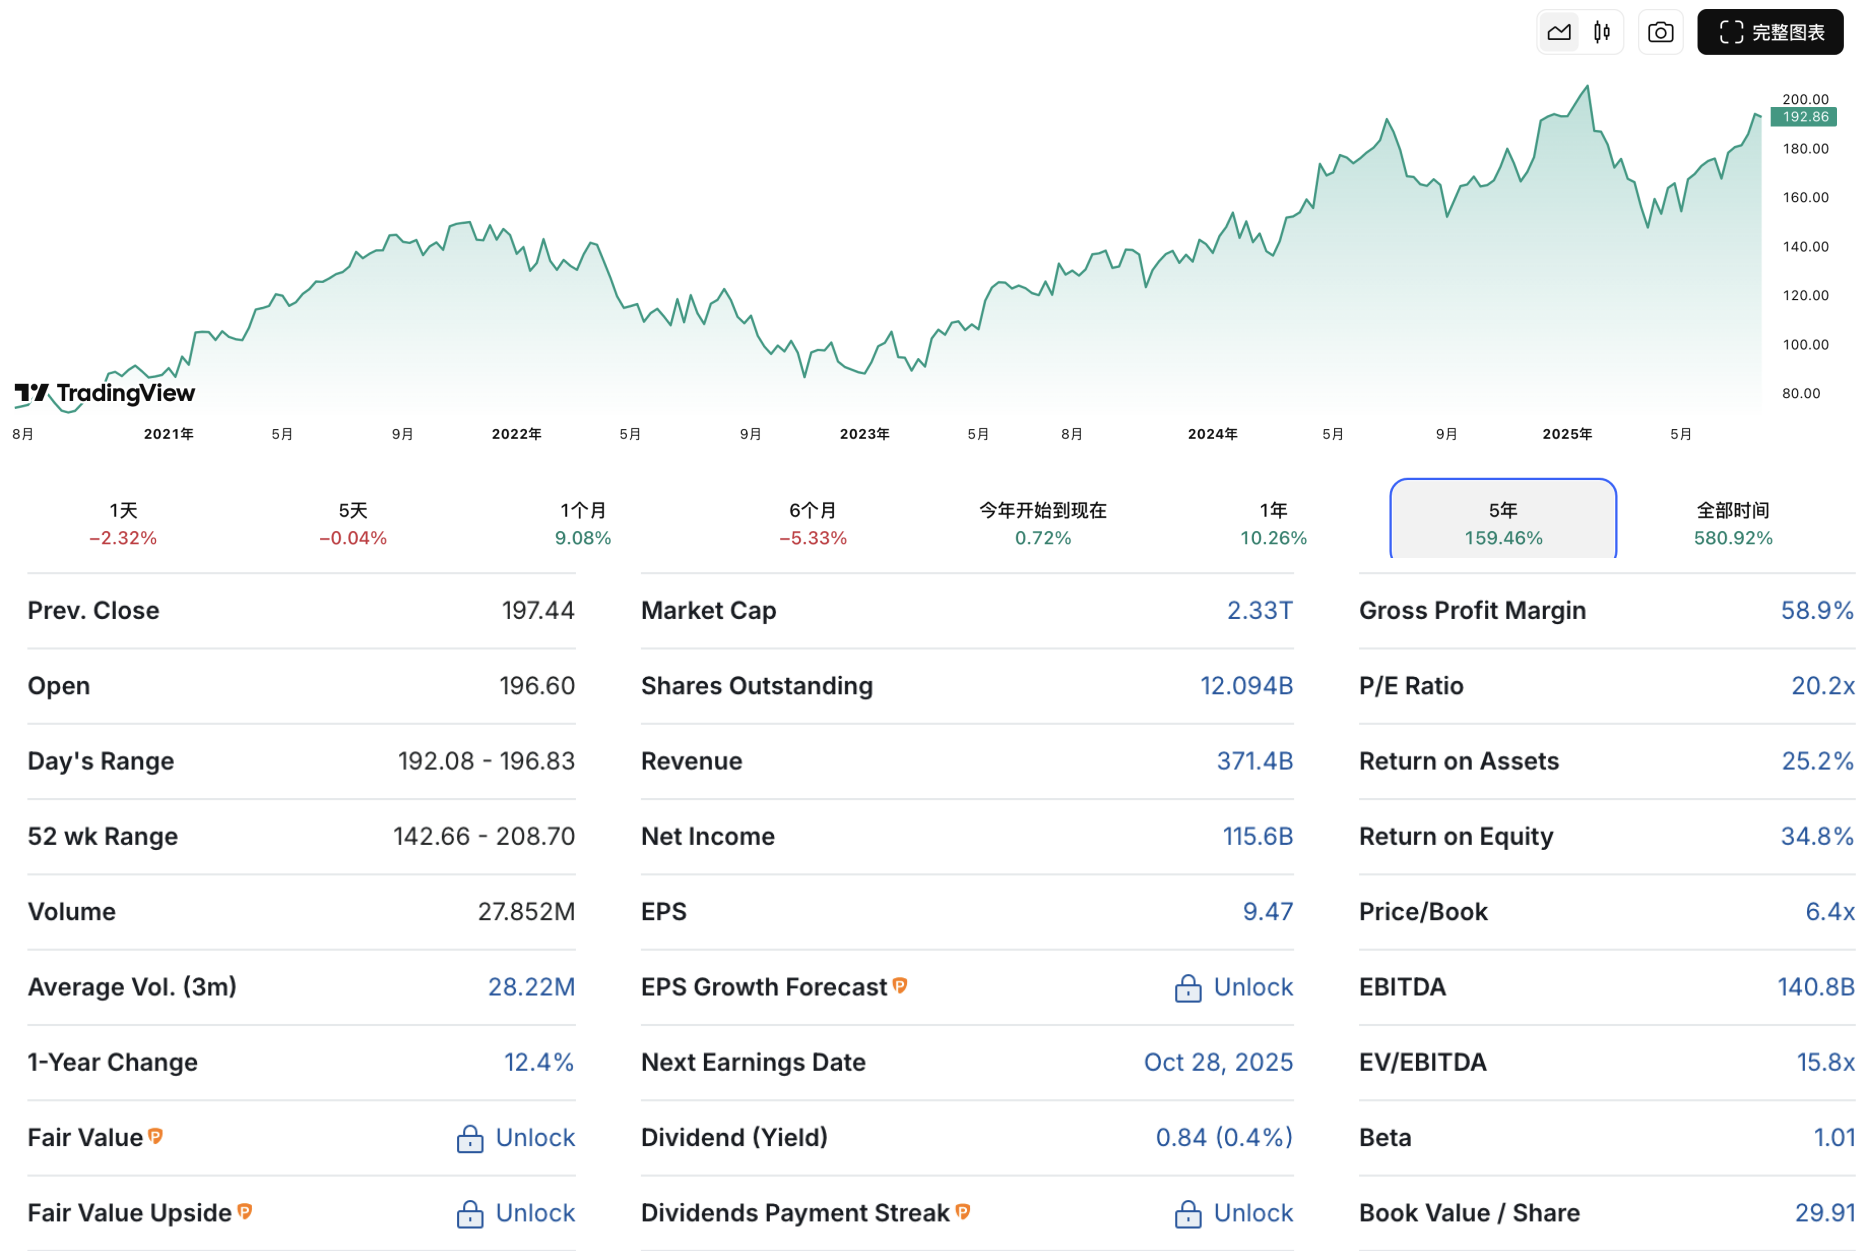 完整图表
200.00
192.86
180.00
160.00
140.00
120.00
100.00
80.00
TradingView
8月 2021年 5月 9月 2022年 5月 9月 2023年 5月 8月 2024年 5月 9月 2025年 5月
1天 5天 1个月 6个月 今年开始到现在 1年 5年 全部时间
−2.32% −0.04% 9.08% −5.33% 0.72% 10.26% 159.46% 580.92%
Prev. Close 197.44 Market Cap 2.33T Gross Profit Margin 58.9%
Open 196.60 Shares Outstanding 12.094B P/E Ratio 20.2x
Day's Range 192.08 - 196.83 Revenue 371.4B Return on Assets 25.2%
52 wk Range 142.66 - 208.70 Net Income 115.6B Return on Equity 34.8%
Volume 27.852M EPS 9.47 Price/Book 6.4x
Average Vol. (3m) 28.22M EPS Growth Forecast Unlock EBITDA 140.8B
1-Year Change 12.4% Next Earnings Date Oct 28, 2025 EV/EBITDA 15.8x
Fair Value Unlock Dividend (Yield) 0.84 (0.4%) Beta 1.01
Fair Value Upside Unlock Dividends Payment Streak Unlock Book Value / Share 29.91